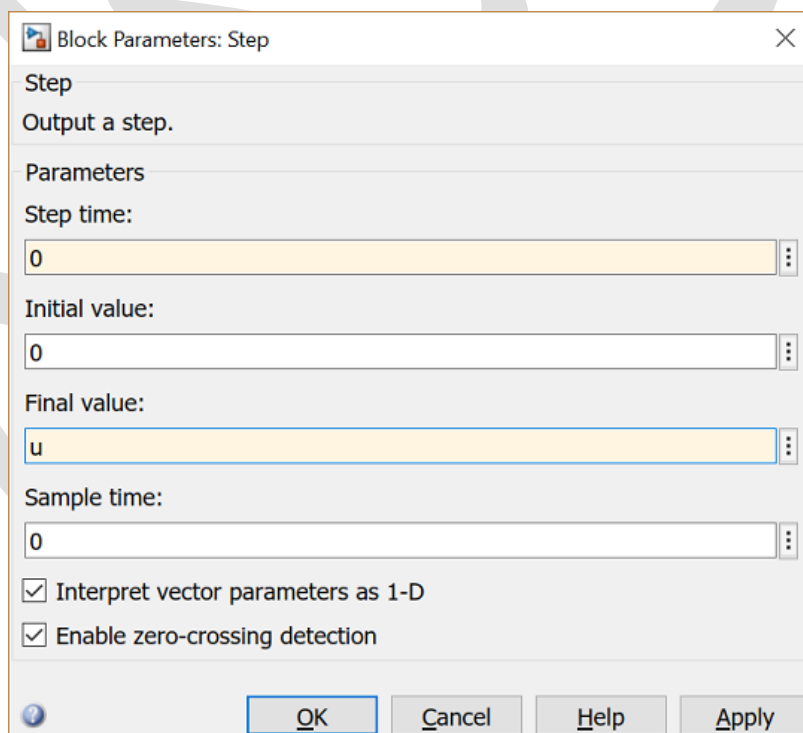 Block Parameters: Step
Step
Output a step.
Parameters
Step time:
0
Initial value:
0
Final value:
u
Sample time:
0
Interpret vector parameters as 1-D
Enable zero-crossing detection
OK Cancel Help Apply